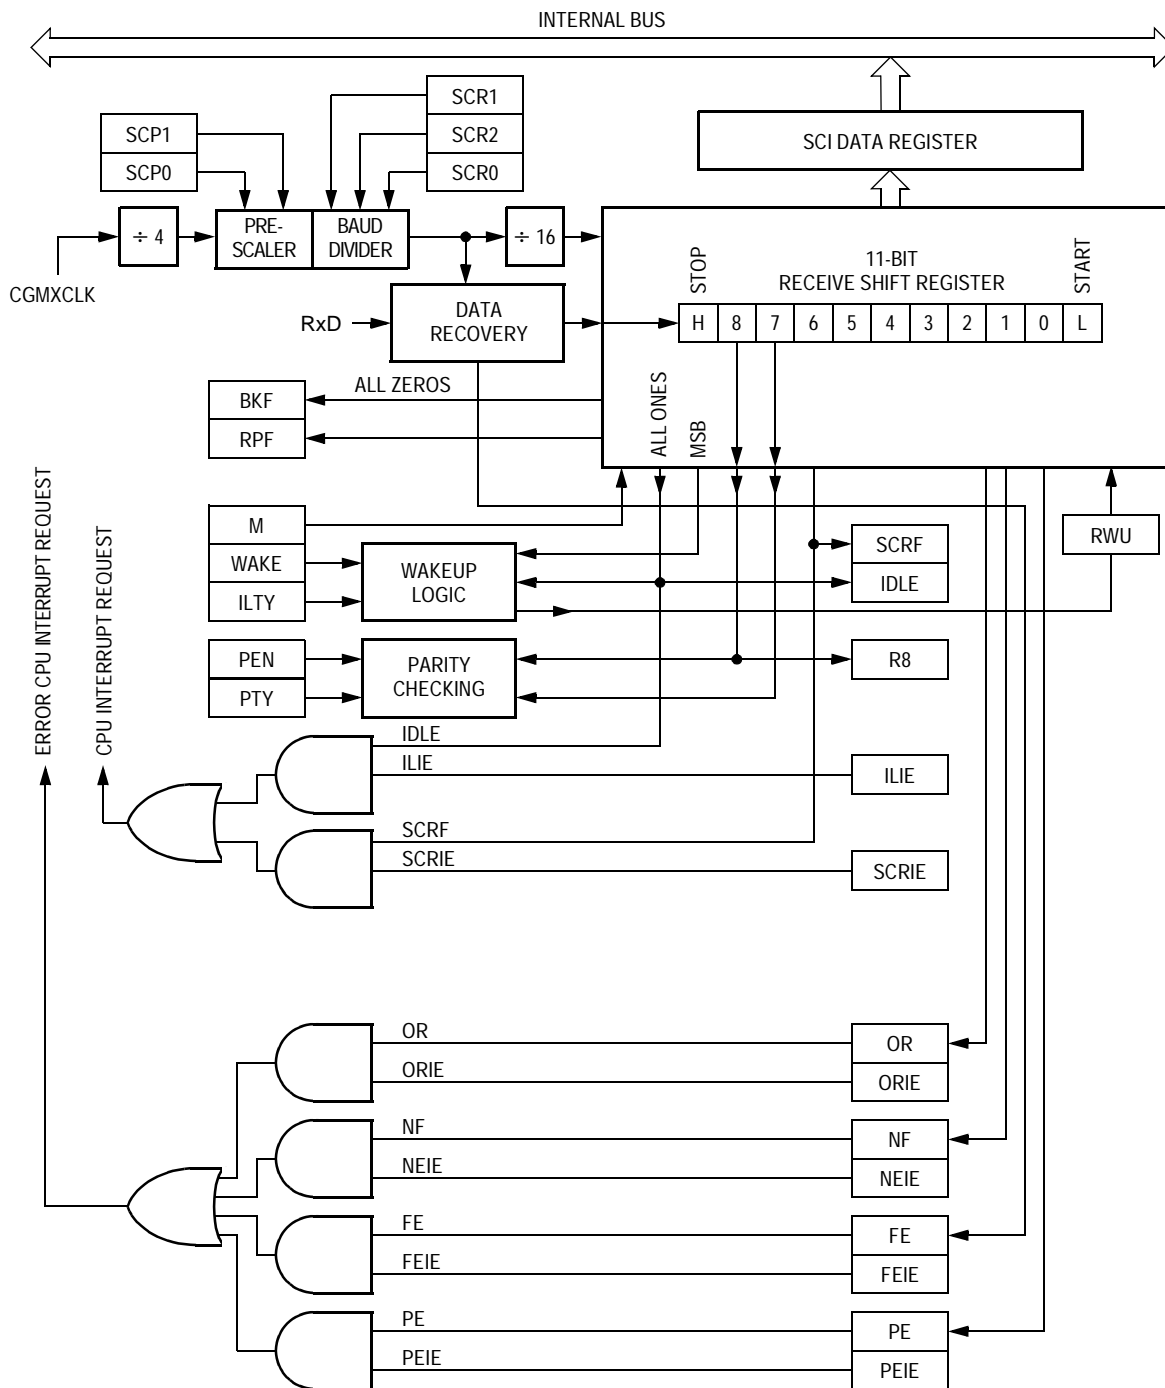 INTERNAL BUS
SCR1
SCR2
SCR0
SCP1
SCP0
SCI DATA REGISTER
÷ 4
PRE-
SCALER
BAUD
DIVIDER
÷ 16
CGMXCLK
STOP
11-BIT
RECEIVE SHIFT REGISTER
START
RxD
DATA
RECOVERY
H 8 7 6 5 4 3 2 1 0 L
ALL ZEROS
BKF
RPF
ALL ONES
MSB
ERROR CPU INTERRUPT REQUEST
CPU INTERRUPT REQUEST
M
WAKE
ILTY
WAKEUP
LOGIC
SCRF
IDLE
RWU
PEN
PTY
PARITY
CHECKING
R8
IDLE
ILIE
ILIE
SCRF
SCRIE
SCRIE
OR
OR
ORIE
ORIE
NF
NF
NEIE
NEIE
FE
FE
FEIE
FEIE
PE
PE
PEIE
PEIE